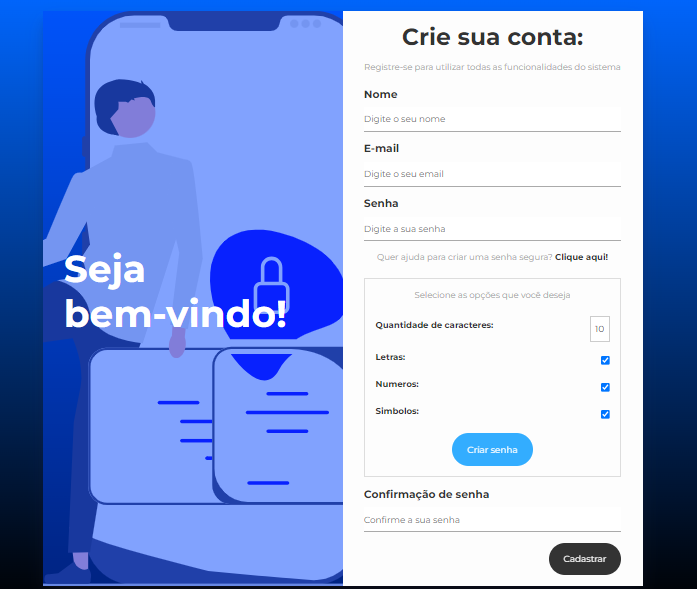 Seja
bem-vindo!
Crie sua conta:
Registre-se para utilizar todas as funcionalidades do sistema
Nome
Digite o seu nome
E-mail
Digite o seu email
Senha
Digite a sua senha
Quer ajuda para criar uma senha segura? Clique aqui!
Selecione as opções que você deseja
Quantidade de caracteres: 10
Letras:
Numeros:
Simbolos:
Criar senha
Confirmação de senha
Confirme a sua senha
Cadastrar